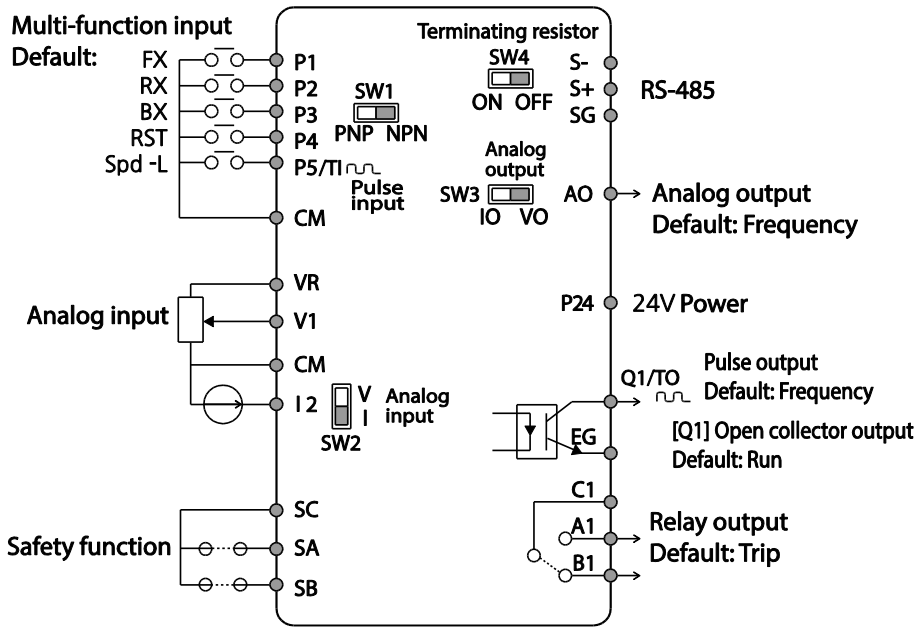 Multi-function input
Default:
FX
RX
BX
RST
Spd -L
P1
P2
P3
P4
P5/TI
CM
SW1
PNP NPN
Pulse
input
Terminating resistor
SW4
ON OFF
S-
S+
SG
RS-485
Analog
output
SW3
IO VO
AO
Analog output
Default: Frequency
Analog input
VR
V1
CM
I 2
V
I
SW2
Analog
input
P24
24V Power
Q1/TO
EG
Pulse output
Default: Frequency
[Q1] Open collector output
Default: Run
Safety function
SC
SA
SB
C1
A1
B1
Relay output
Default: Trip